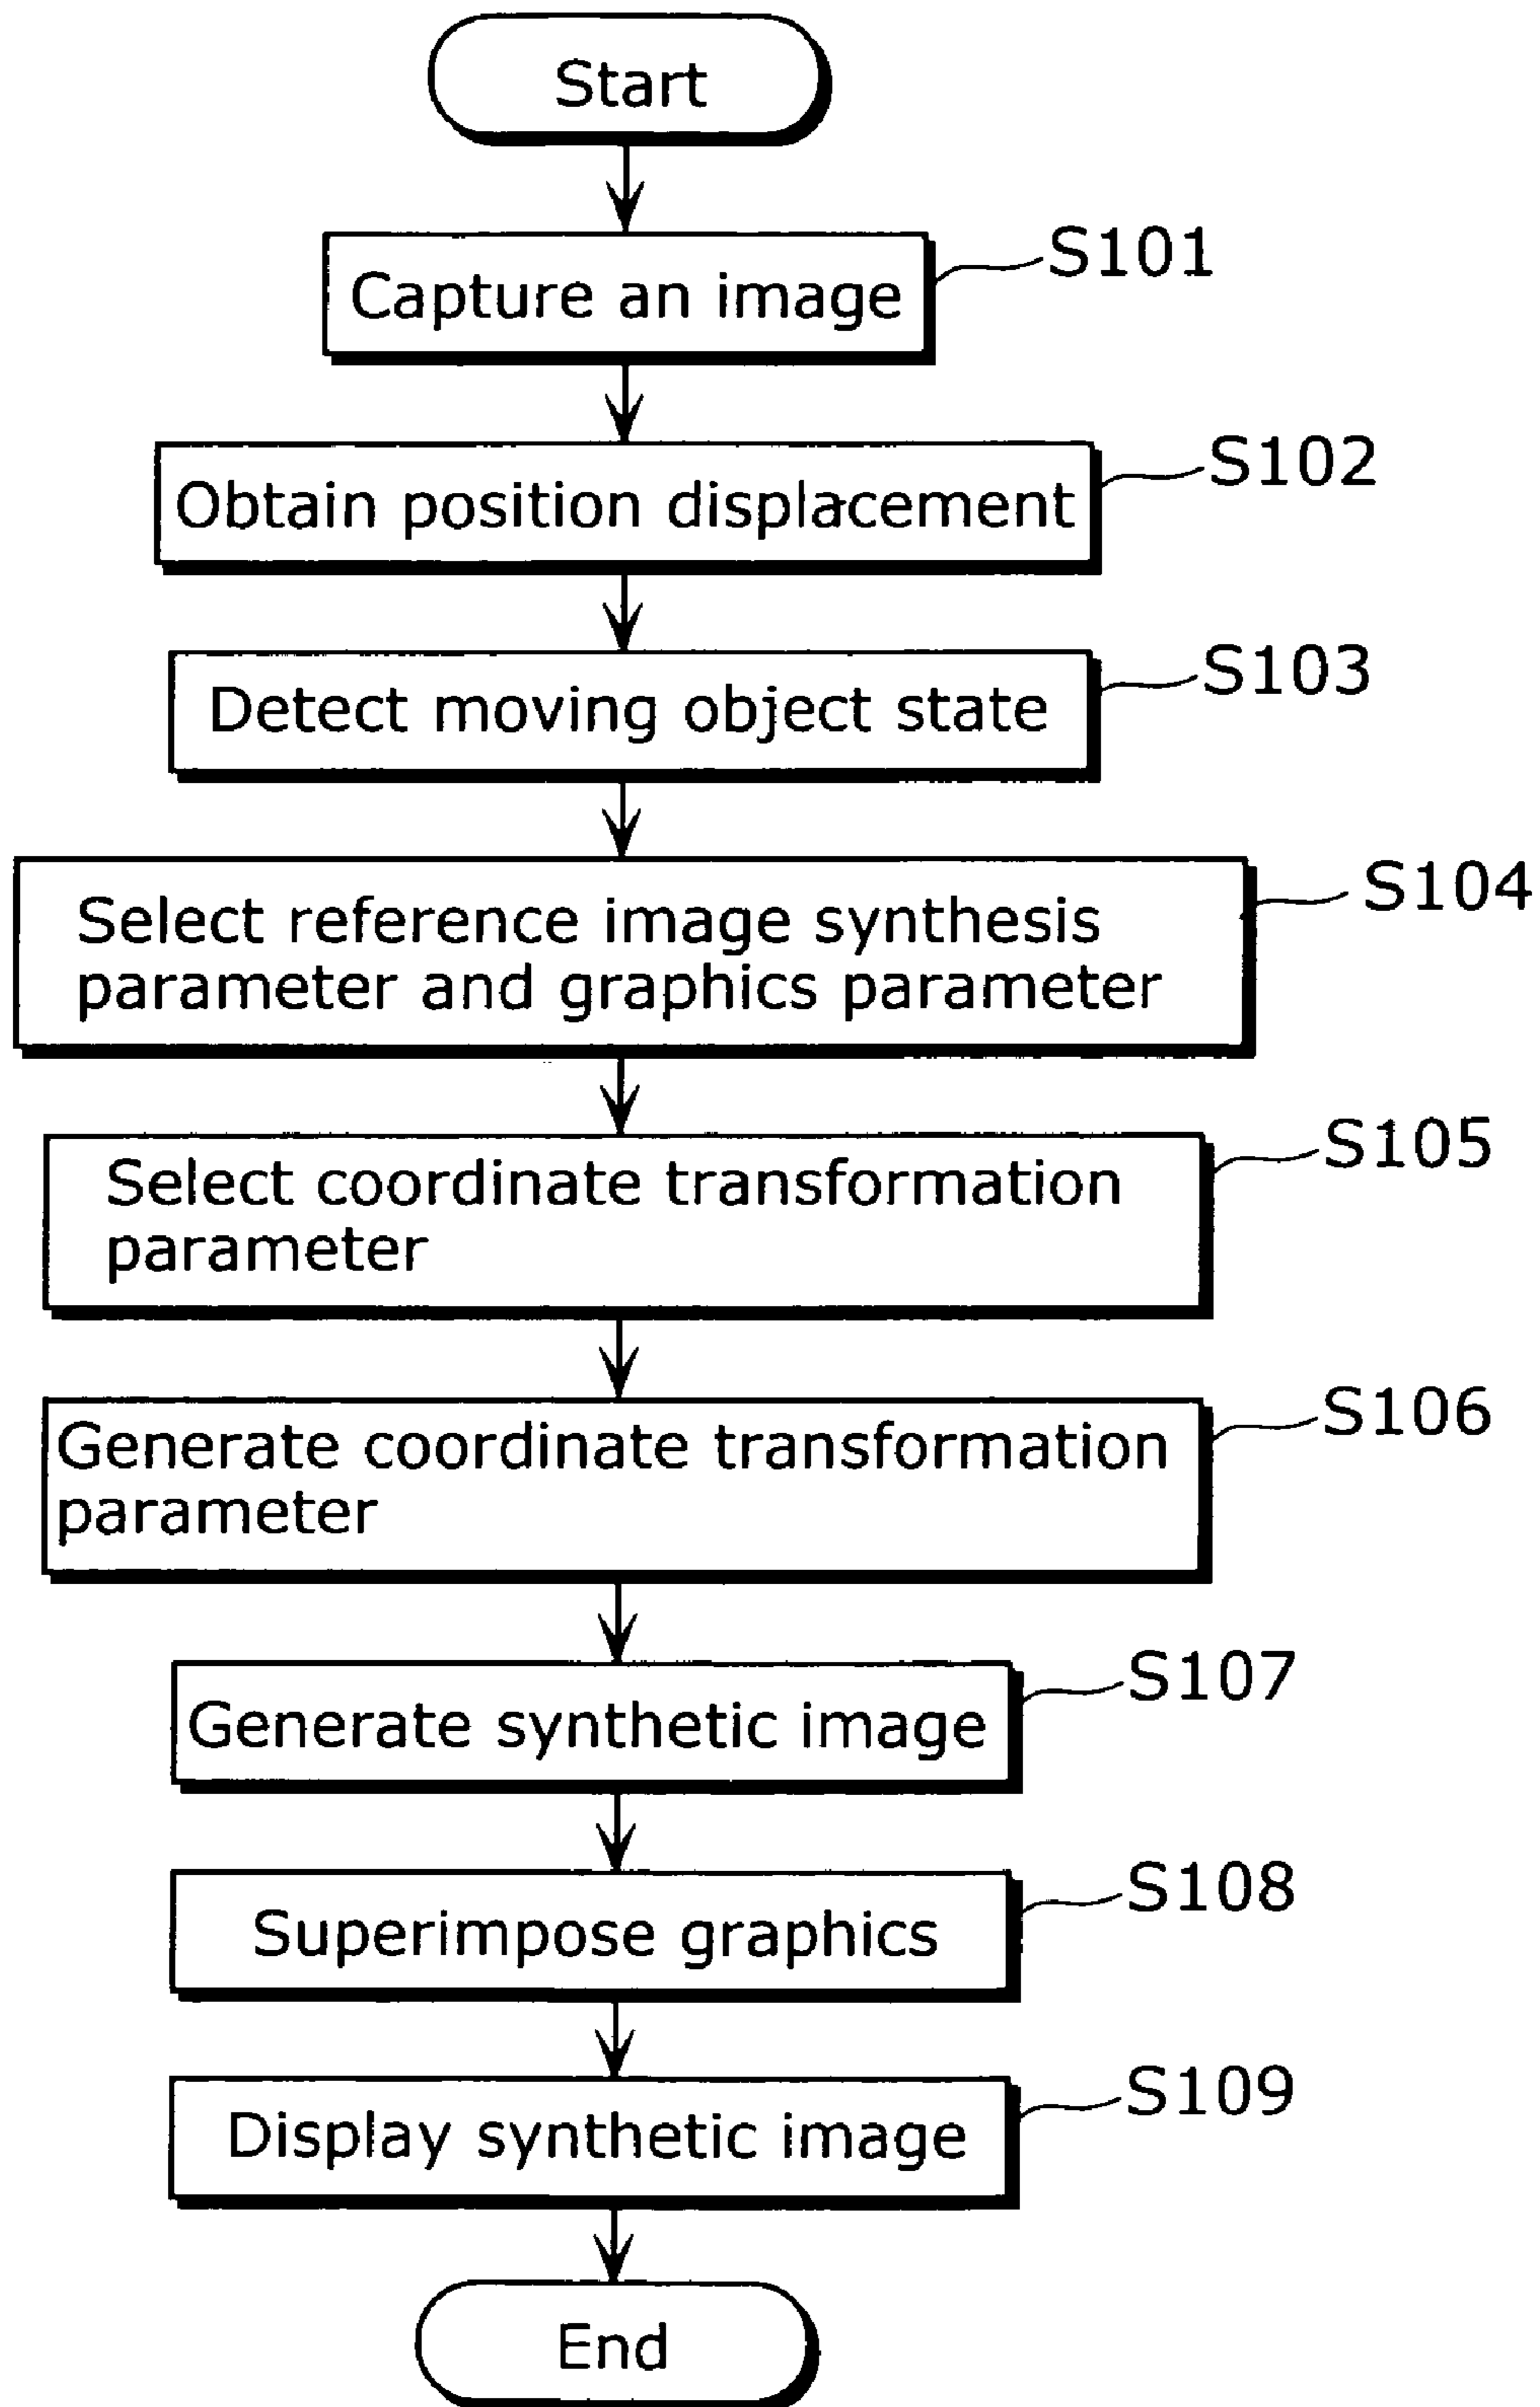 Start
Capture an image
S101
Obtain position displacement
S102
Detect moving object state
S103
Select reference image synthesis
parameter and graphics parameter
S104
Select coordinate transformation
parameter
S105
Generate coordinate transformation
parameter
S106
Generate synthetic image
S107
Superimpose graphics
S108
Display synthetic image
S109
End